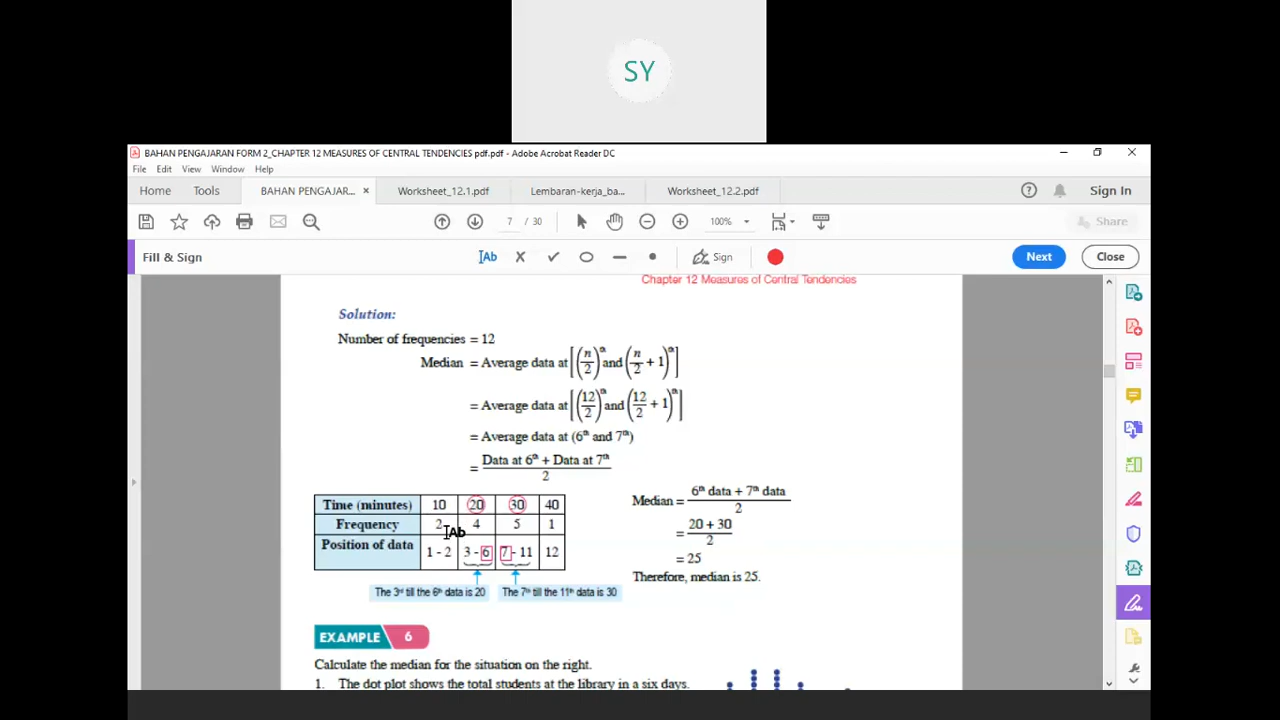 SY
BAHAN PENGAJARAN FORM 2_CHAPTER 12 MEASURES OF CENTRAL TENDENCIES pdf.pdf - Adobe Acrobat Reader DC
File Edit View Window Help
Home Tools BAHAN PENGAJAR... × Worksheet_12.1.pdf Lembaran-kerja_ba... Worksheet_12.2.pdf Sign In
7 / 30 100% Share
Fill & Sign Ab Sign Next Close
Chapter 12 Measures of Central Tendencies
Solution:
Number of frequencies = 12
Median = Average data at [(n/2)th and (n/2 + 1)th]
= Average data at [(12/2)th and (12/2 + 1)th]
= Average data at (6th and 7th)
= Data at 6th + Data at 7th / 2
Time (minutes) 10 20 30 40
Frequency 2 4 5 1
Position of data 1 - 2 3 - 6 7 - 11 12
Ab
The 3rd till the 6th data is 20 The 7th till the 11th data is 30
Median = 6th data + 7th data / 2
= 20 + 30 / 2
= 25
Therefore, median is 25.
EXAMPLE 6
Calculate the median for the situation on the right.
1. The dot plot shows the total students at the library in a six days.